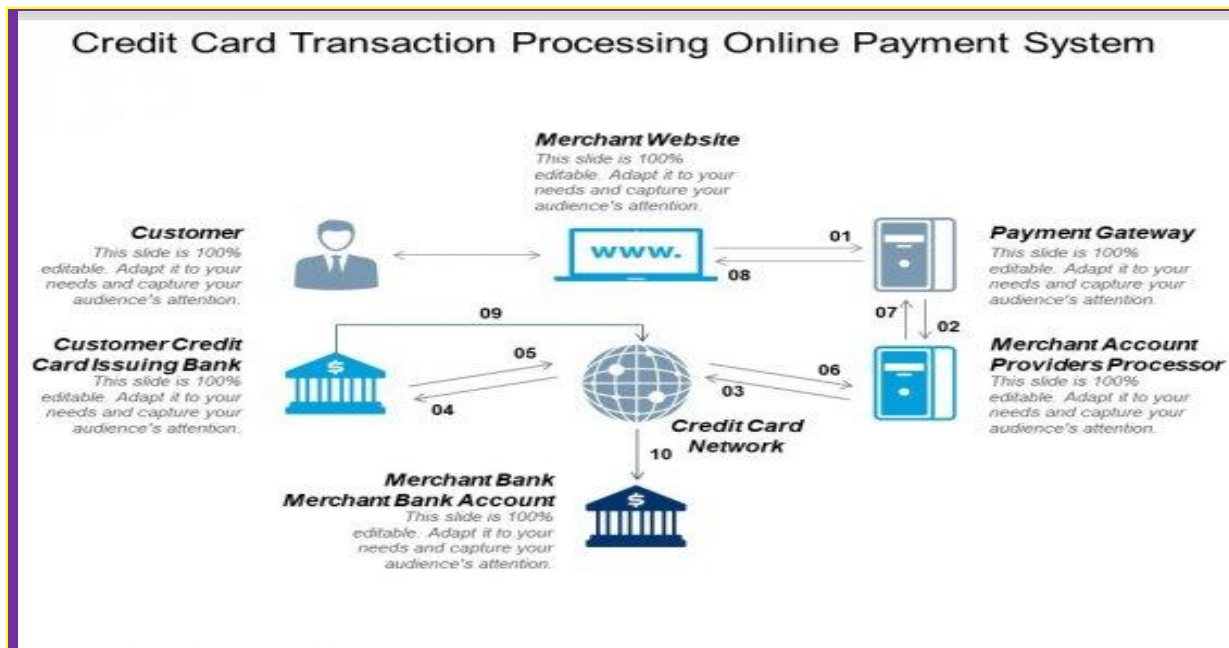 Credit Card Transaction Processing Online Payment System
Merchant Website
This slide is 100%
editable. Adapt it to your
needs and capture your
audience's attention.
Customer
This slide is 100%
editable. Adapt it to your
needs and capture your
audience's attention.
www.
01
08
Payment Gateway
This slide is 100%
editable. Adapt it to your
needs and capture your
audience's attention.
07
02
09
Customer Credit
Card Issuing Bank
This slide is 100%
editable. Adapt it to your
needs and capture your
audience's attention.
$
05
04
06
03
Merchant Account
Providers Processor
This slide is 100%
editable. Adapt it to your
needs and capture your
audience's attention.
Credit Card
Network
10
Merchant Bank
Merchant Bank Account
This slide is 100%
editable. Adapt it to your
needs and capture your
audience's attention.
$